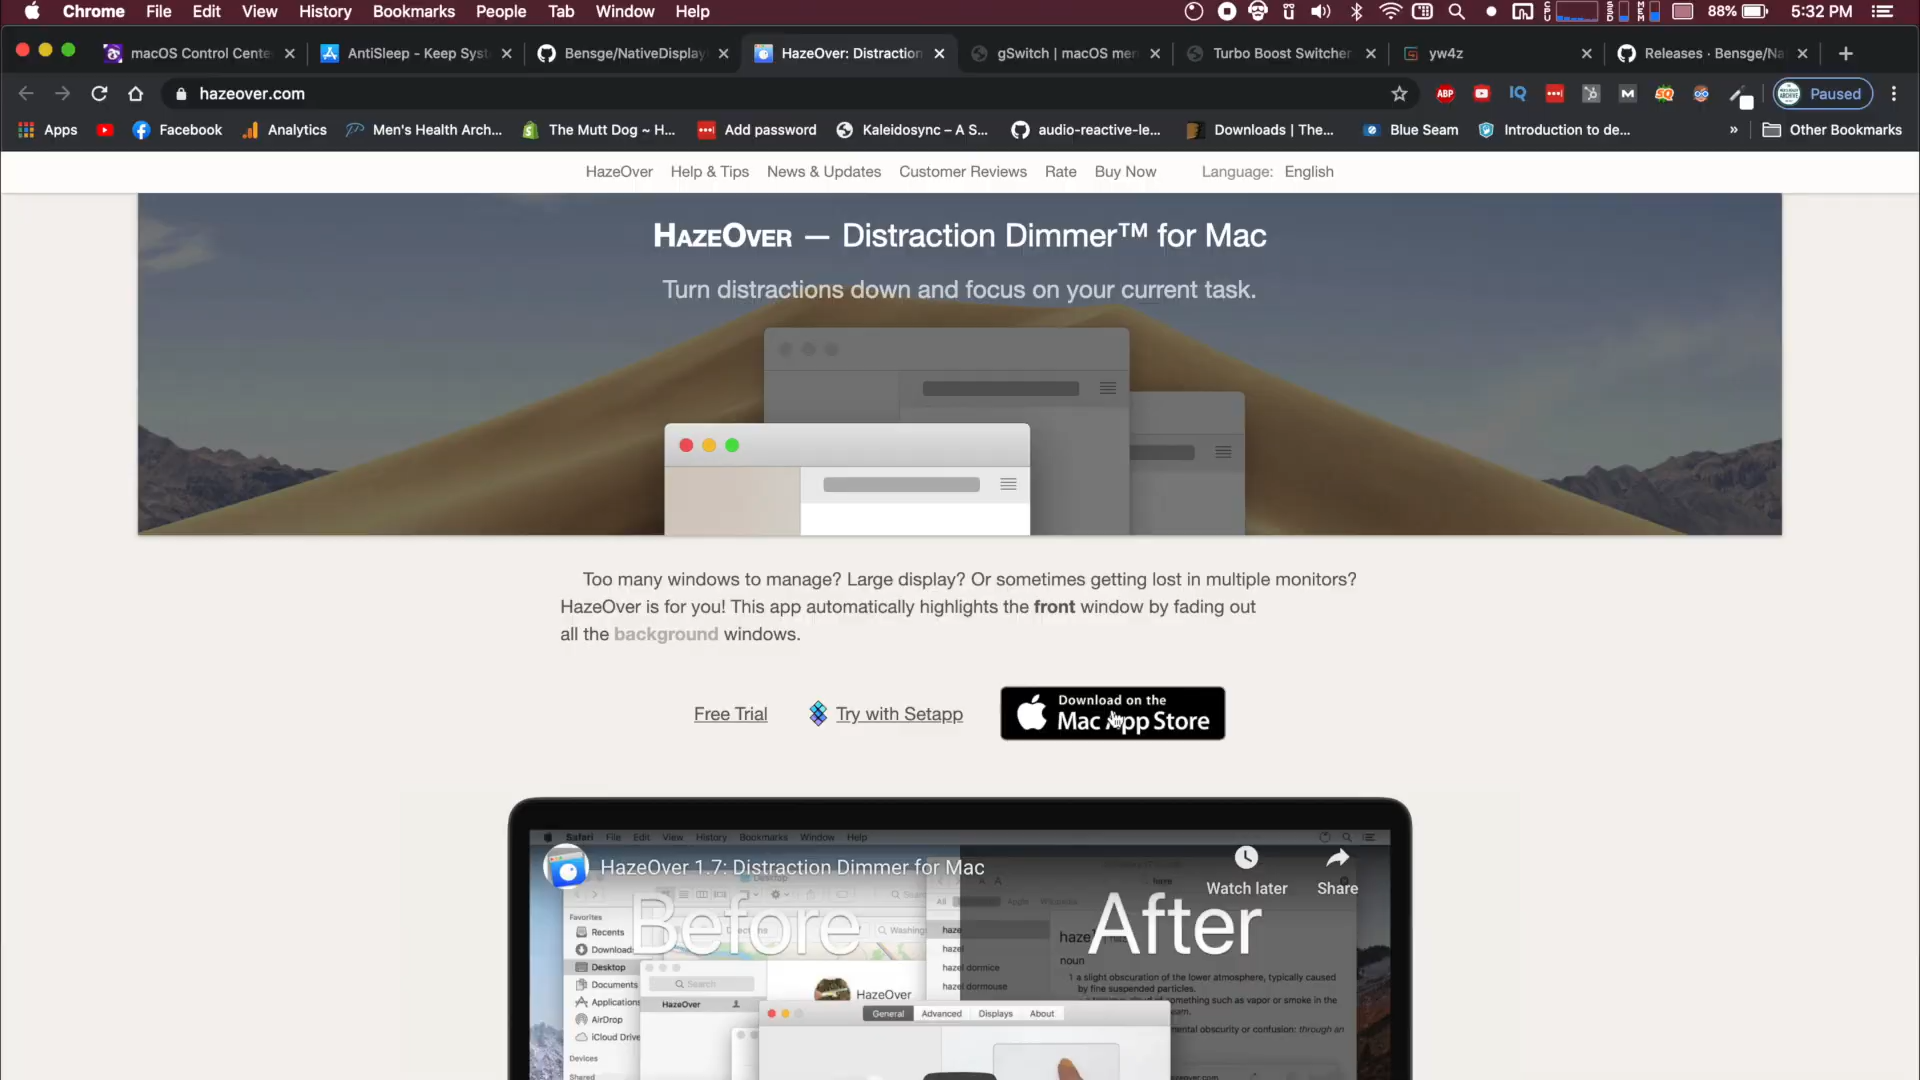 Chrome File Edit View History Bookmarks People Tab Window Help
88% 5:32 PM
macOS Control Cente
AntiSleep - Keep Syst
Bensge/NativeDisplay
HazeOver: Distraction
gSwitch | macOS men
Turbo Boost Switcher
yw4z
Releases · Bensge/Na
hazeover.com
ABP
IQ
Paused
Apps
Facebook
Analytics
Men's Health Arch...
The Mutt Dog ~ H...
Add password
Kaleidosync – A S...
audio-reactive-le...
Downloads | The...
Blue Seam
Introduction to de...
»
Other Bookmarks
HazeOver Help & Tips News & Updates Customer Reviews Rate Buy Now Language: English
HAZEOVER — Distraction Dimmer™ for Mac
Turn distractions down and focus on your current task.
Too many windows to manage? Large display? Or sometimes getting lost in multiple monitors?
HazeOver is for you! This app automatically highlights the front window by fading out
all the background windows.
Free Trial
Try with Setapp
Download on the
Mac App Store
Safari File Edit View History Bookmarks Window Help
HazeOver 1.7: Distraction Dimmer for Mac
Watch later
Share
Before
After
Favorites
Recents
Download
Desktop
Documents
Applications
AirDrop
iCloud Drive
Devices
Shared
Search
HazeOver
HazeOver
General Advanced Displays About
haze
hazel
hazel dormice
hazel dormouse
haze
noun
1 a slight obscuration of the lower atmosphere, typically caused
by fine suspended particles.
something such as vapor or smoke in the
mental obscurity or confusion: through an